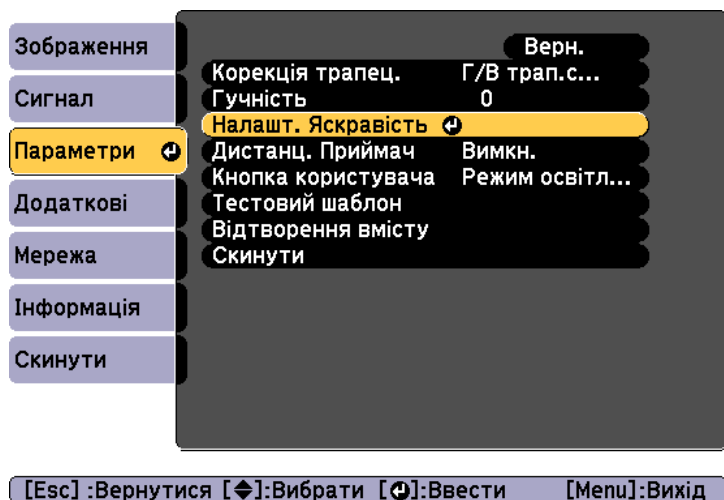 Зображення
Сигнал
Параметри
Додаткові
Мережа
Інформація
Скинути
Верн.
Корекція трапец. Г/В трап.с...
Гучність 0
Налашт. Яскравість
Дистанц. Приймач Вимкн.
Кнопка користувача Режим освітл...
Тестовий шаблон
Відтворення вмісту
Скинути
[Esc] :Вернутися [◆]:Вибрати [⏎]:Ввести [Menu]:Вихід